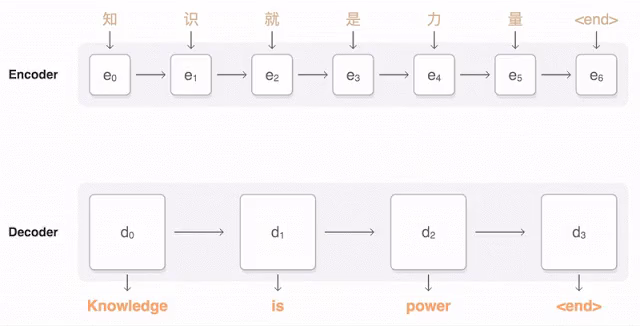 知 识 就 是 力 量 <end>
Encoder e₀ e₁ e₂ e₃ e₄ e₅ e₆
Decoder d₀ d₁ d₂ d₃
Knowledge is power <end>